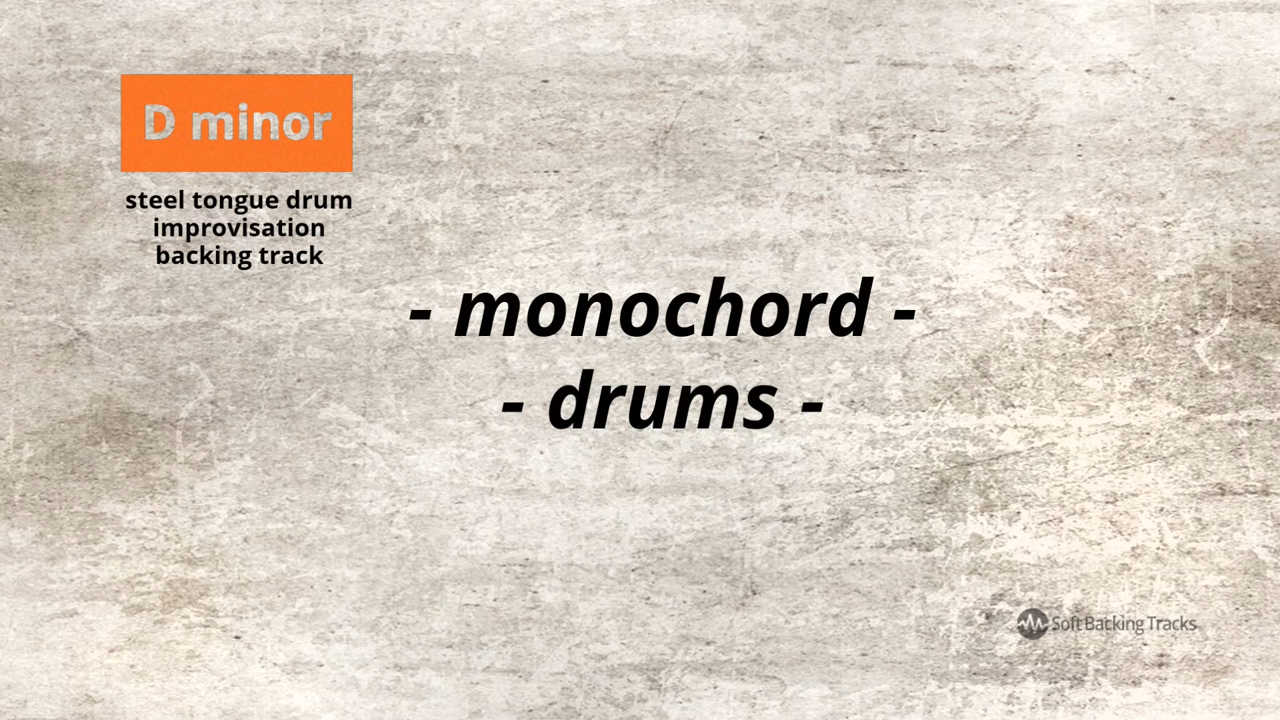 D minor
steel tongue drum
improvisation
backing track
- monochord -
- drums -
Soft Backing Tracks